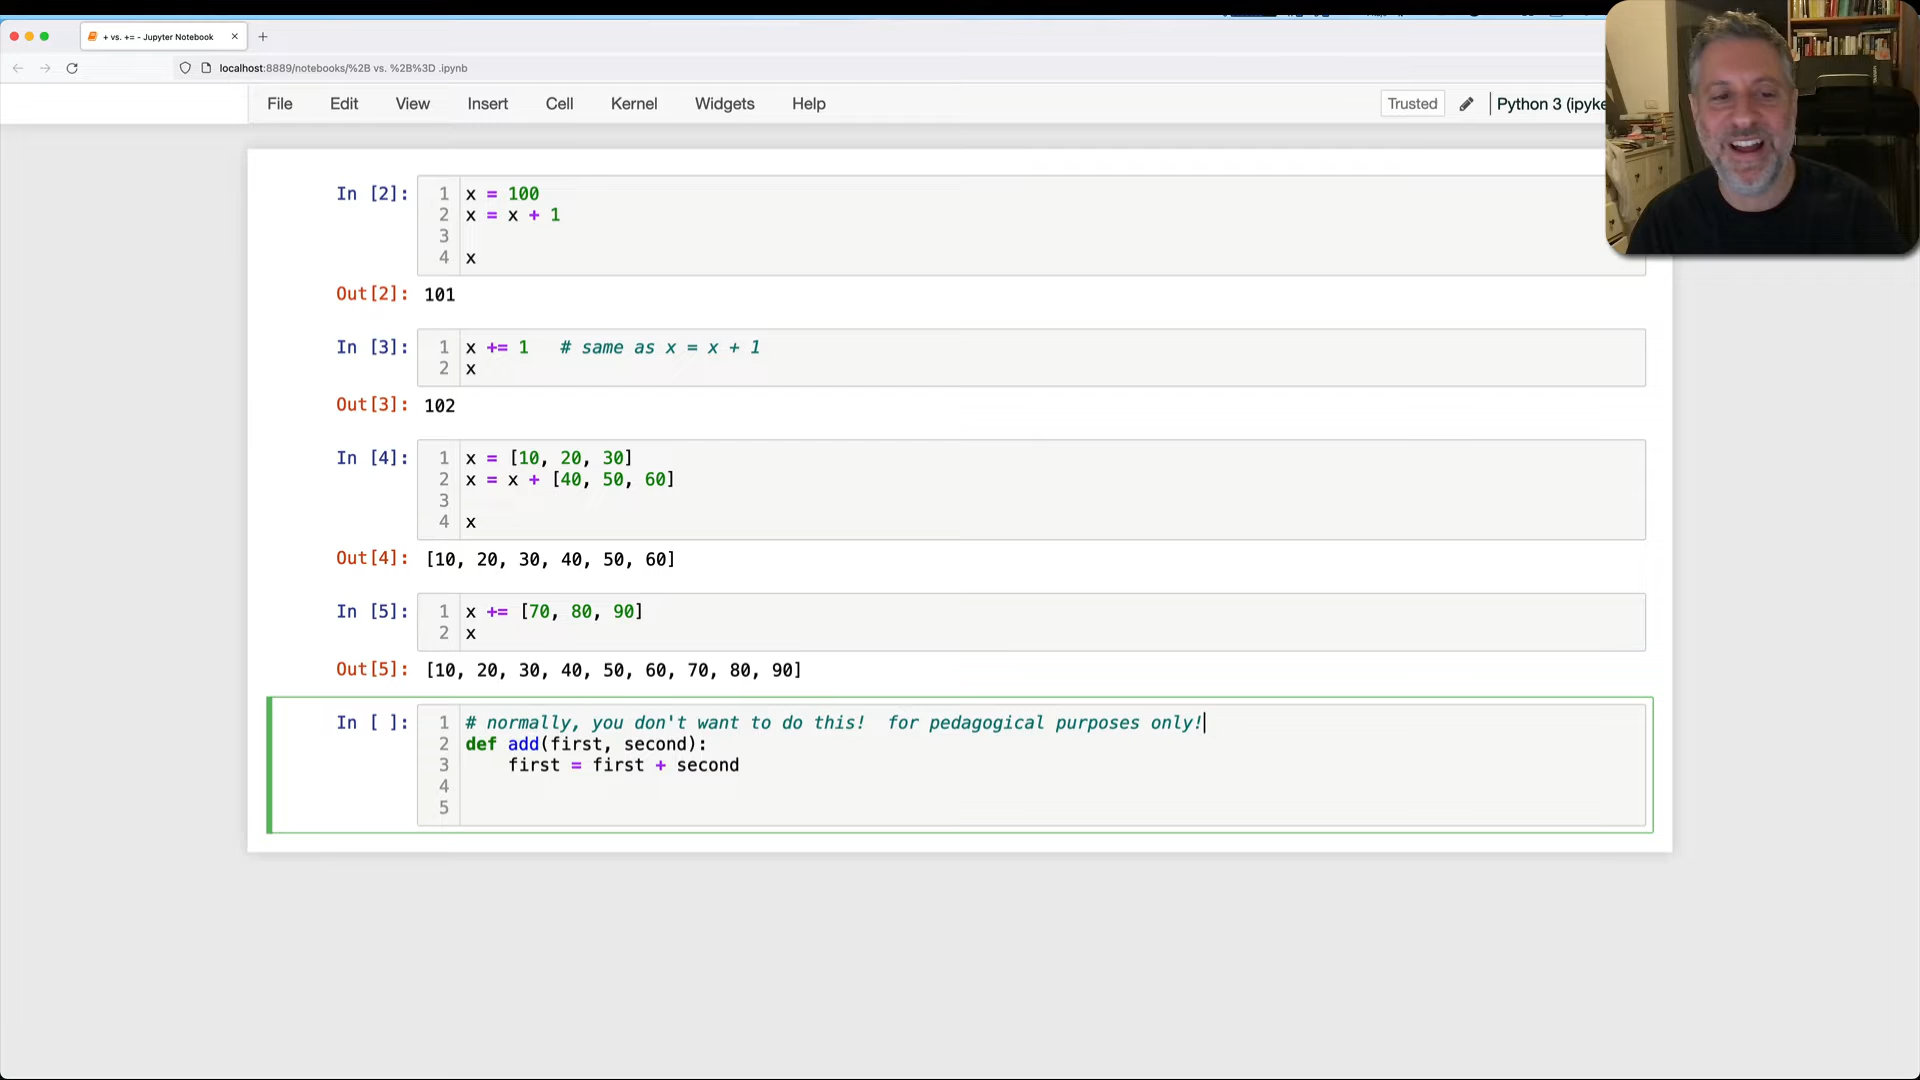 + vs. += - Jupyter Notebook
localhost:8889/notebooks/%2B vs. %2B%3D .ipynb
File Edit View Insert Cell Kernel Widgets Help Trusted Python 3 (ipyke
In [2]: 1 x = 100
2 x = x + 1
3
4 x
Out[2]: 101
In [3]: 1 x += 1 # same as x = x + 1
2 x
Out[3]: 102
In [4]: 1 x = [10, 20, 30]
2 x = x + [40, 50, 60]
3
4 x
Out[4]: [10, 20, 30, 40, 50, 60]
In [5]: 1 x += [70, 80, 90]
2 x
Out[5]: [10, 20, 30, 40, 50, 60, 70, 80, 90]
In [ ]: 1 # normally, you don't want to do this!  for pedagogical purposes only!
2 def add(first, second):
3     first = first + second
4
5